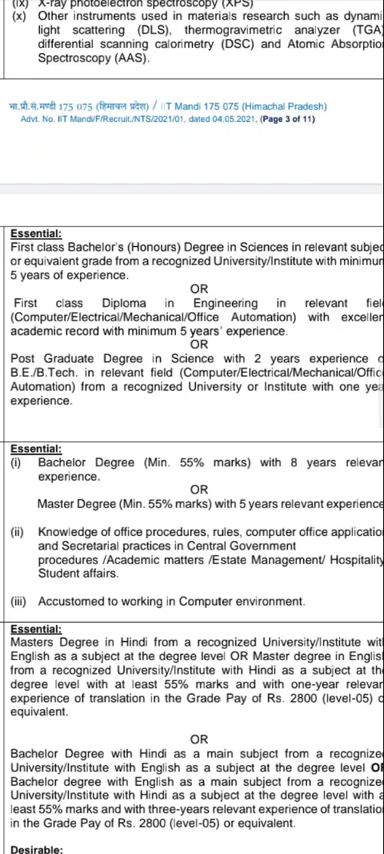 (ix) X-ray photoelectron spectroscopy (XPS)
(x) Other instruments used in materials research such as dynami
light scattering (DLS), thermogravimetric analyzer (TGA)
differential scanning calorimetry (DSC) and Atomic Absorptio
Spectroscopy (AAS).
भा.प्रौ.सं.मण्डी 175 075 (हिमाचल प्रदेश) / IIT Mandi 175 075 (Himachal Pradesh)
Advt. No. IIT Mandi/F/Recruit./NTS/2021/01, dated 04.05.2021, (Page 3 of 11)
Essential:
First class Bachelor's (Honours) Degree in Sciences in relevant subjec
or equivalent grade from a recognized University/Institute with minimum
5 years of experience.
OR
First class Diploma in Engineering in relevant fiel
(Computer/Electrical/Mechanical/Office Automation) with excellen
academic record with minimum 5 years' experience.
OR
Post Graduate Degree in Science with 2 years experience o
B.E./B.Tech. in relevant field (Computer/Electrical/Mechanical/Offic
Automation) from a recognized University or Institute with one yea
experience.
Essential:
(i) Bachelor Degree (Min. 55% marks) with 8 years relevan
experience.
OR
Master Degree (Min. 55% marks) with 5 years relevant experience
(ii) Knowledge of office procedures, rules, computer office applicatio
and Secretarial practices in Central Government
procedures /Academic matters /Estate Management/ Hospitality
Student affairs.
(iii) Accustomed to working in Computer environment.
Essential:
Masters Degree in Hindi from a recognized University/Institute wit
English as a subject at the degree level OR Master degree in Englis
from a recognized University/Institute with Hindi as a subject at th
degree level with at least 55% marks and with one-year relevan
experience of translation in the Grade Pay of Rs. 2800 (level-05) o
equivalent.
OR
Bachelor Degree with Hindi as a main subject from a recognize
University/Institute with English as a subject at the degree level OR
Bachelor degree with English as a main subject from a recognize
University/Institute with Hindi as a subject at the degree level with a
least 55% marks and with three-years relevant experience of translatio
in the Grade Pay of Rs. 2800 (level-05) or equivalent.
Desirable: